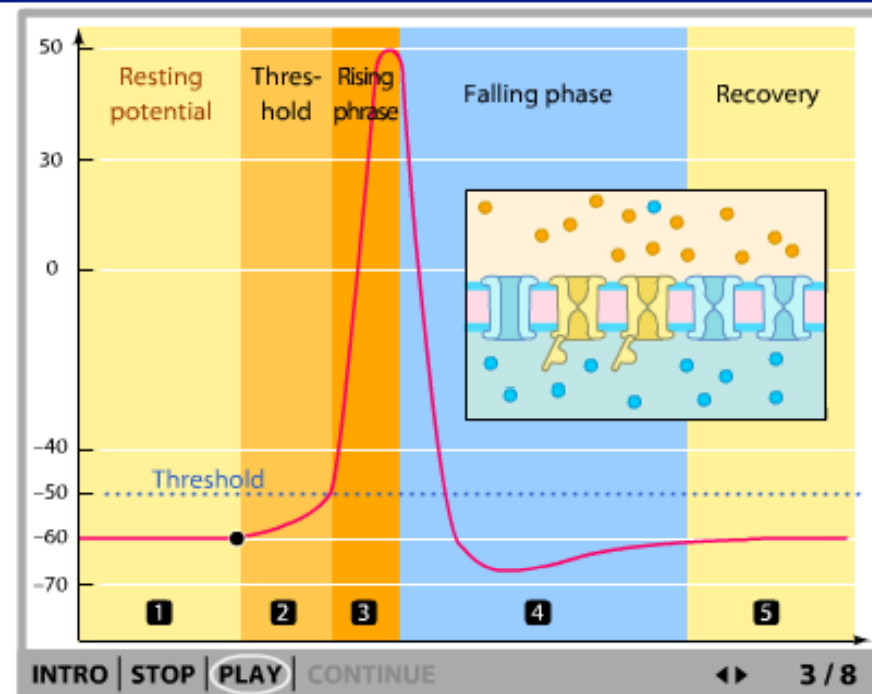 50
30
0
–40
–50
–60
–70
Resting
potential
Thres-
hold
Rising
phrase
Falling phase
Recovery
Threshold
1 2 3 4 5
INTRO | STOP | PLAY | CONTINUE 3 / 8